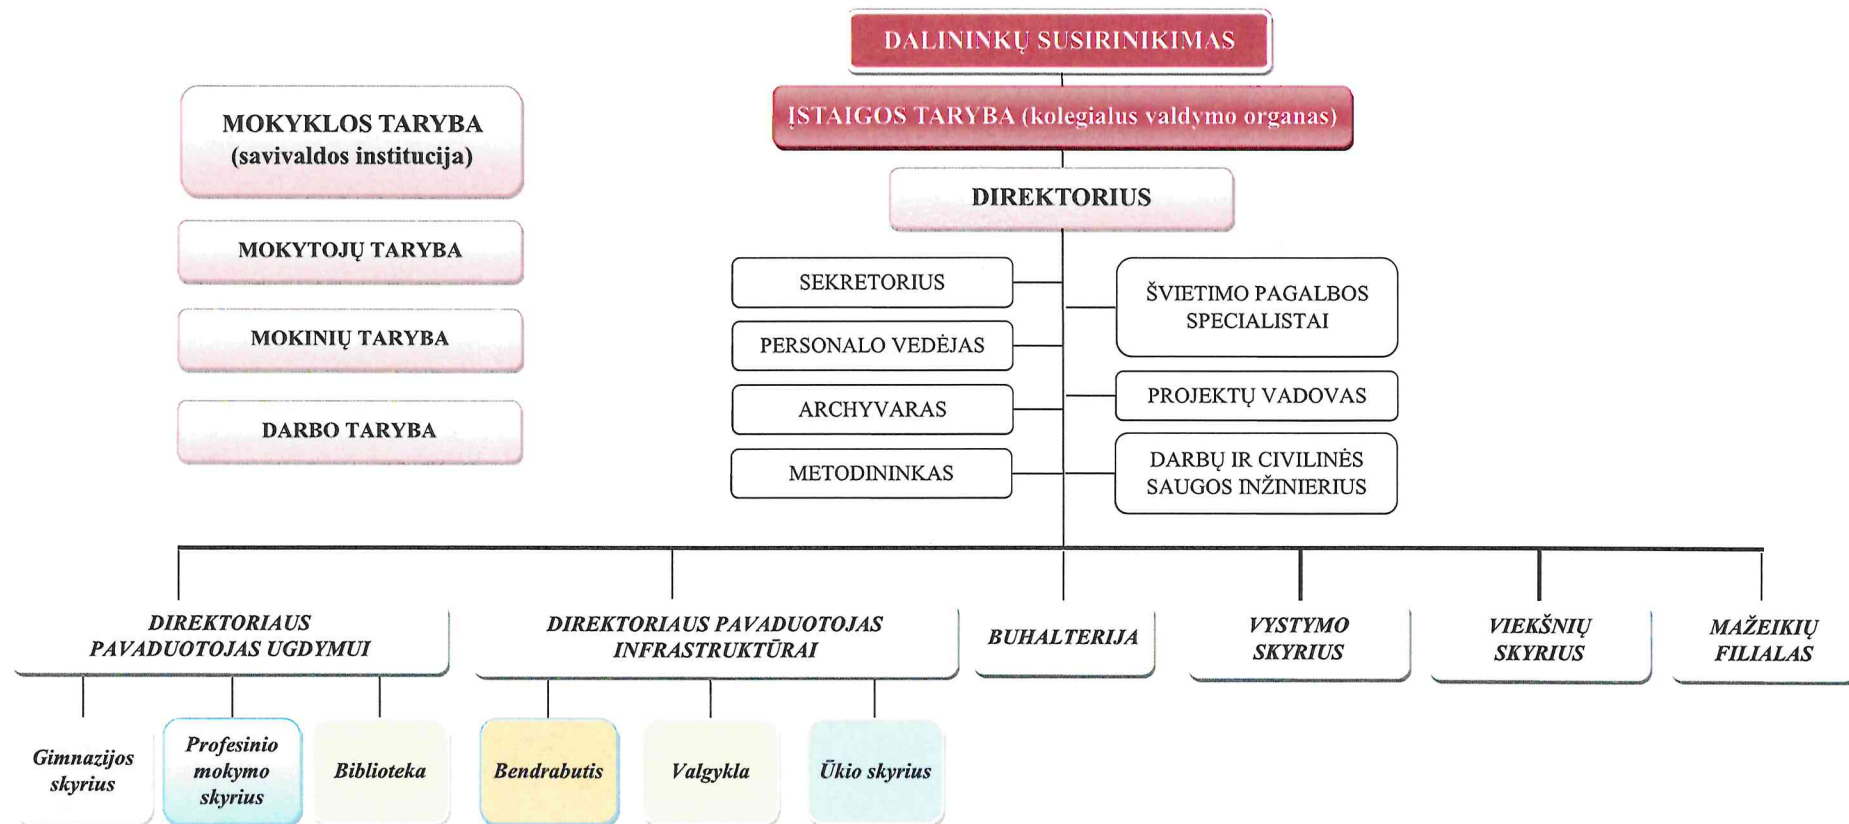 DALININKŲ SUSIRINIKIMAS
ĮSTAIGOS TARYBA (kolegialus valdymo organas)
DIREKTORIUS
MOKYKLOS TARYBA
(savivaldos institucija)
MOKYTOJŲ TARYBA
MOKINIŲ TARYBA
DARBO TARYBA
SEKRETORIUS
PERSONALO VEDĖJAS
ARCHYVARAS
METODININKAS
ŠVIETIMO PAGALBOS
SPECIALISTAI
PROJEKTŲ VADOVAS
DARBŲ IR CIVILINĖS
SAUGOS INŽINIERIUS
DIREKTORIAUS
PAVADUOTOJAS UGDYMUI
DIREKTORIAUS PAVADUOTOJAS
INFRASTRUKTŪRAI
BUHALTERIJA
VYSTYMO
SKYRIUS
VIEKŠNIŲ
SKYRIUS
MAŽEIKIŲ
FILIALAS
Gimnazijos
skyrius
Profesinio
mokymo
skyrius
Biblioteka
Bendrabutis
Valgykla
Ūkio skyrius